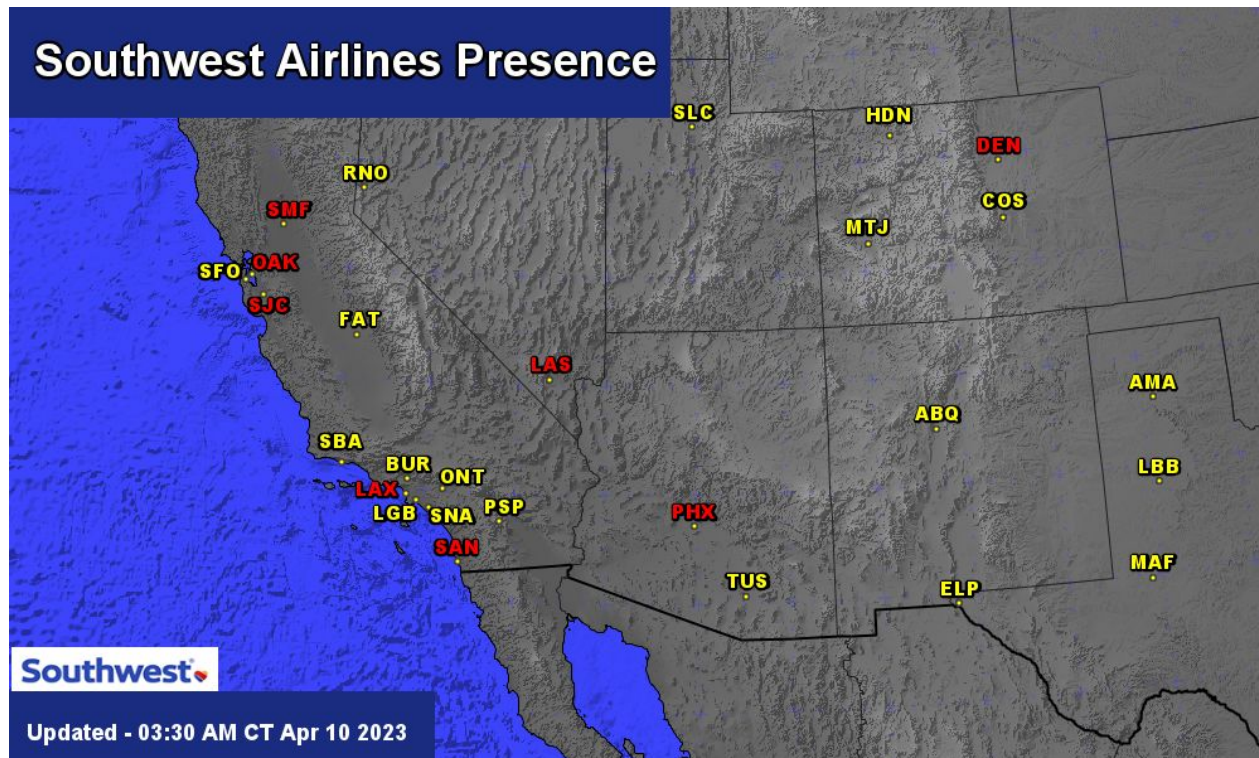 Southwest Airlines Presence
SLC
HDN
DEN
RNO
COS
SMF
MTJ
OAK
SFO
SJC
FAT
LAS
AMA
ABQ
SBA
BUR
LBB
ONT
LAX
PSP
LGB
SNA
PHX
SAN
MAF
TUS
ELP
Southwest
Updated - 03:30 AM CT Apr 10 2023